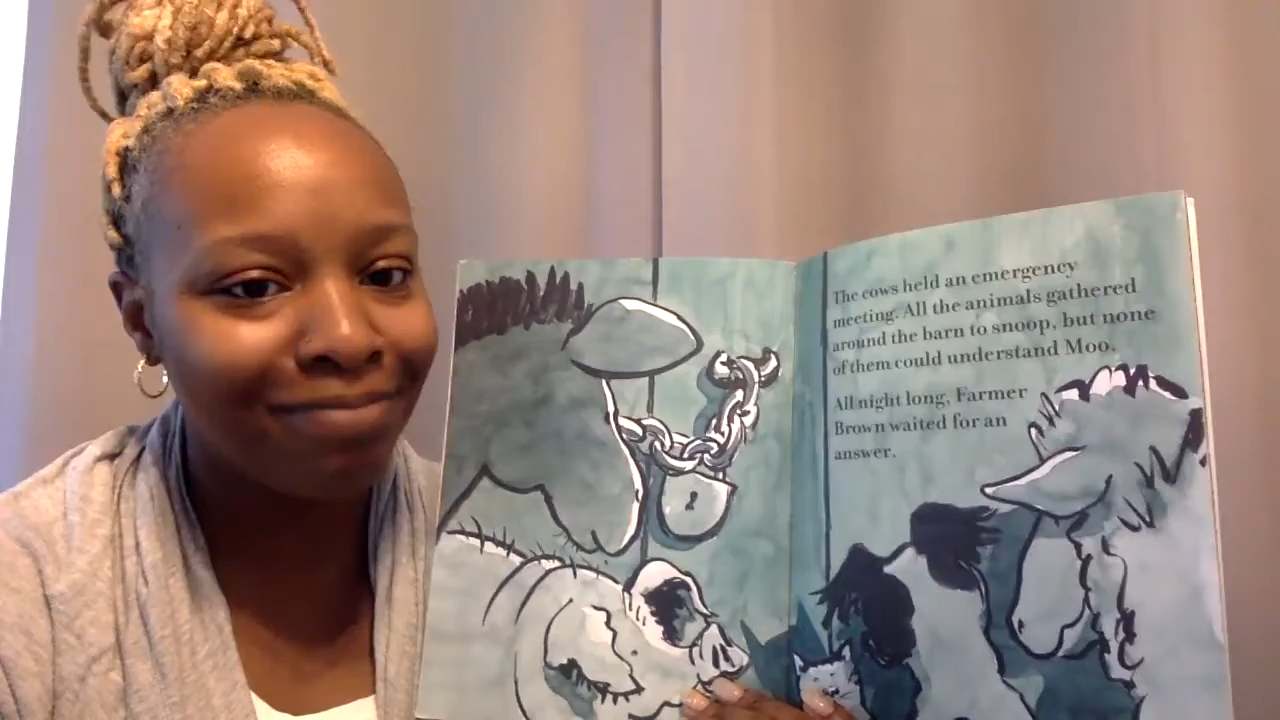 The cows held an emergency
meeting. All the animals gathered
around the barn to snoop, but none
of them could understand Moo.
All night long, Farmer
Brown waited for an
answer.